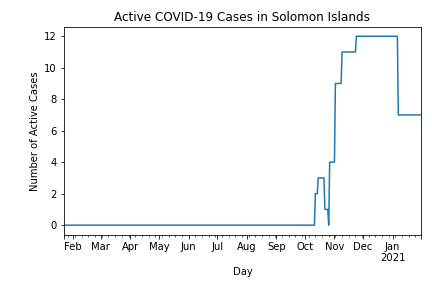 Active COVID-19 Cases in Solomon Islands
Number of Active Cases
12
10
8
6
4
2
0
Feb Mar Apr May Jun Jul Aug Sep Oct Nov Dec Jan
2021
Day